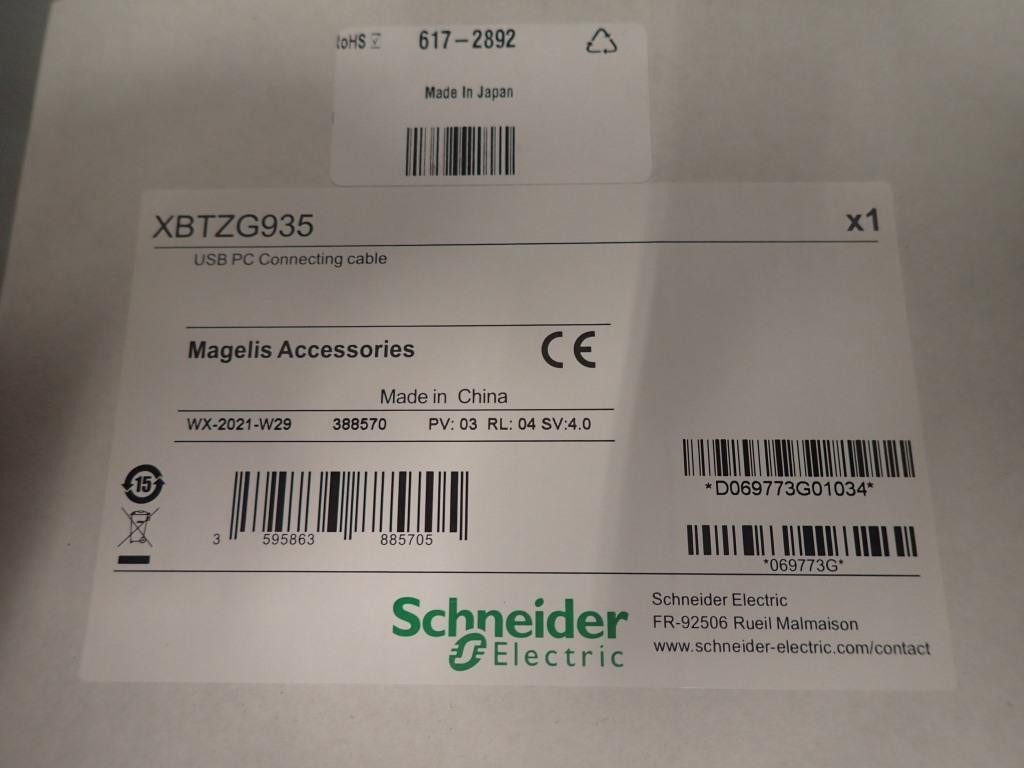 RoHS 617-2892
Made In Japan
XBTZG935 x1
USB PC Connecting cable
Magelis Accessories CE
Made in China
WX-2021-W29 388570 PV: 03 RL: 04 SV:4.0
15
*D069773G01034*
3 595863 885705
*069773G*
Schneider Electric
Schneider Electric
FR-92506 Rueil Malmaison
www.schneider-electric.com/contact